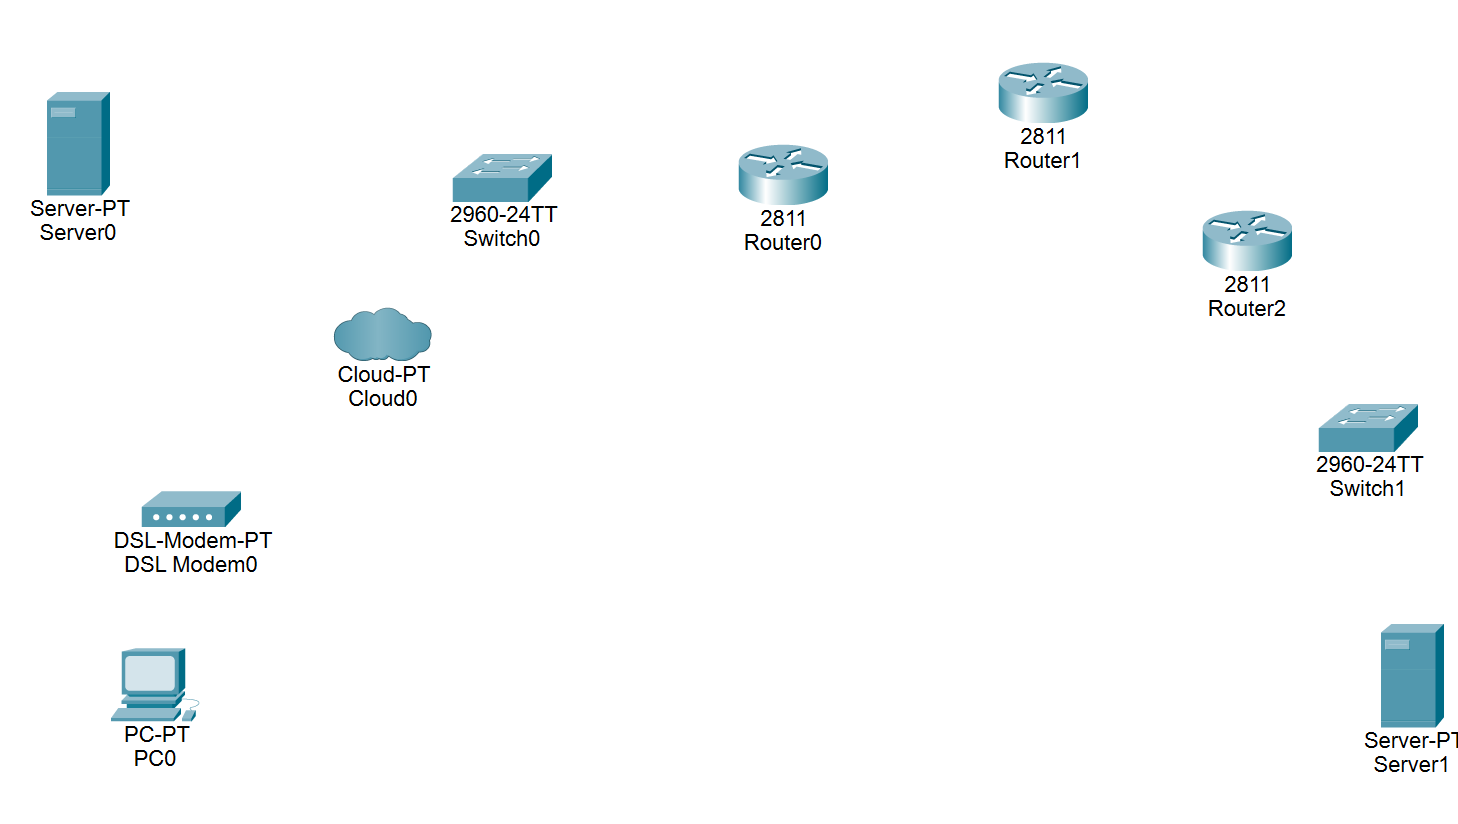 2811
Router1
Server-PT
Server0
2960-24TT
Switch0
2811
Router0
2811
Router2
Cloud-PT
Cloud0
2960-24TT
Switch1
DSL-Modem-PT
DSL Modem0
PC-PT
PC0
Server-PT
Server1